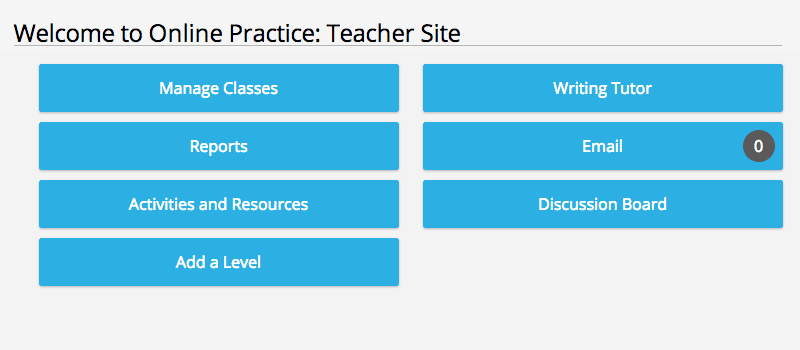 Welcome to Online Practice: Teacher Site
Manage Classes
Writing Tutor
Reports
Email
0
Activities and Resources
Discussion Board
Add a Level